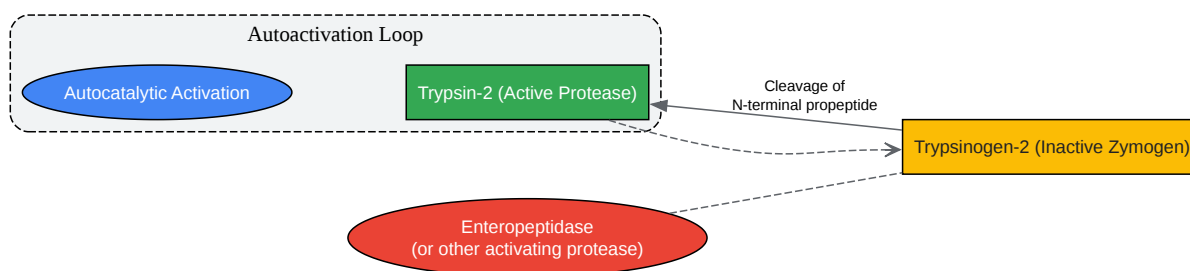 Autoactivation Loop
Autocatalytic Activation
Trypsin-2 (Active Protease)
Cleavage of
N-terminal propeptide
Trypsinogen-2 (Inactive Zymogen)
Enteropeptidase
(or other activating protease)